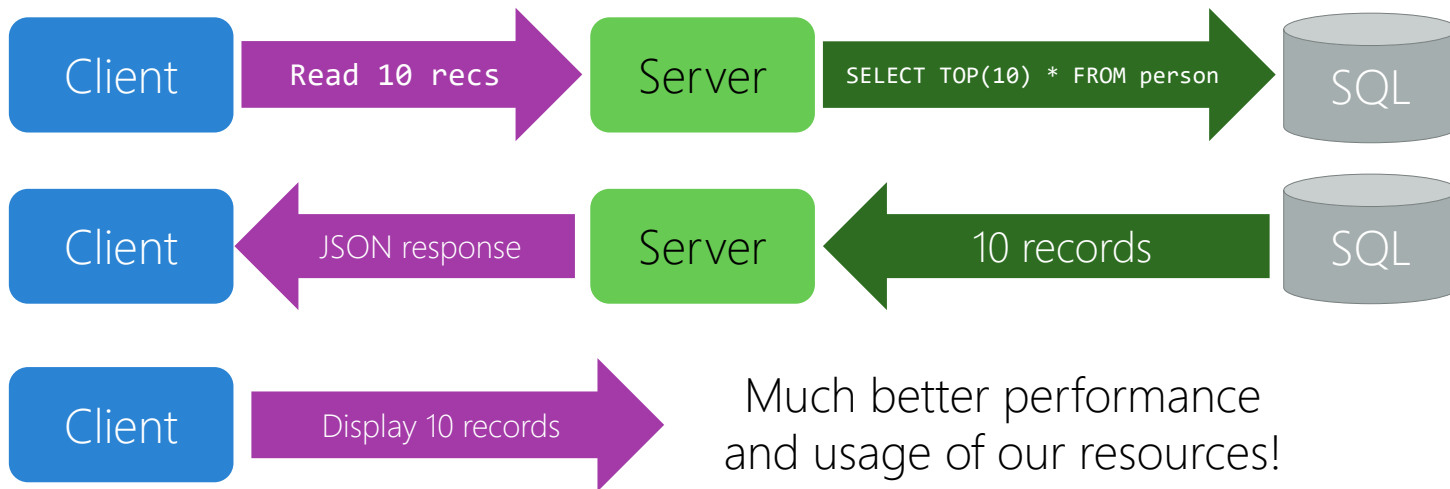 Client
Read 10 recs
Server
SELECT TOP(10) * FROM person
SQL
Client
JSON response
Server
10 records
SQL
Client
Display 10 records
Much better performance
and usage of our resources!